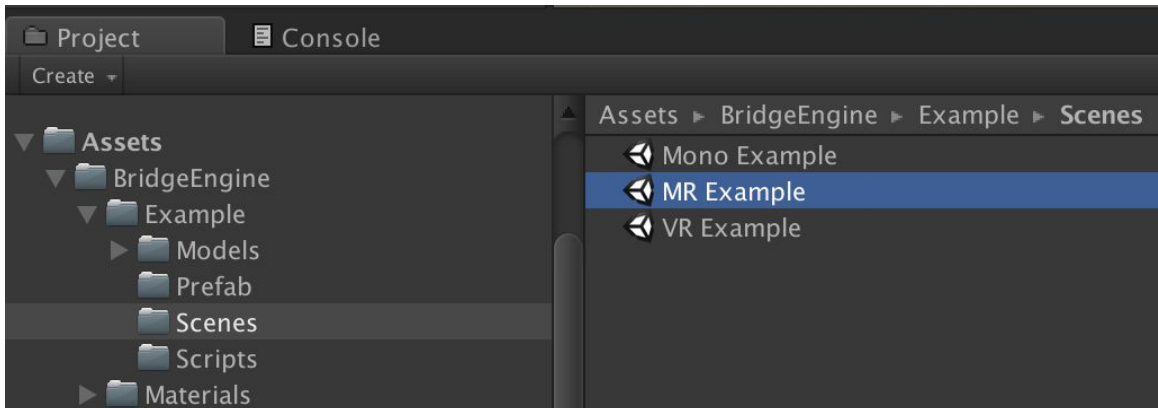 Project Console
Create
Assets
BridgeEngine
Example
Models
Prefab
Scenes
Scripts
Materials
Assets BridgeEngine Example Scenes
Mono Example
MR Example
VR Example